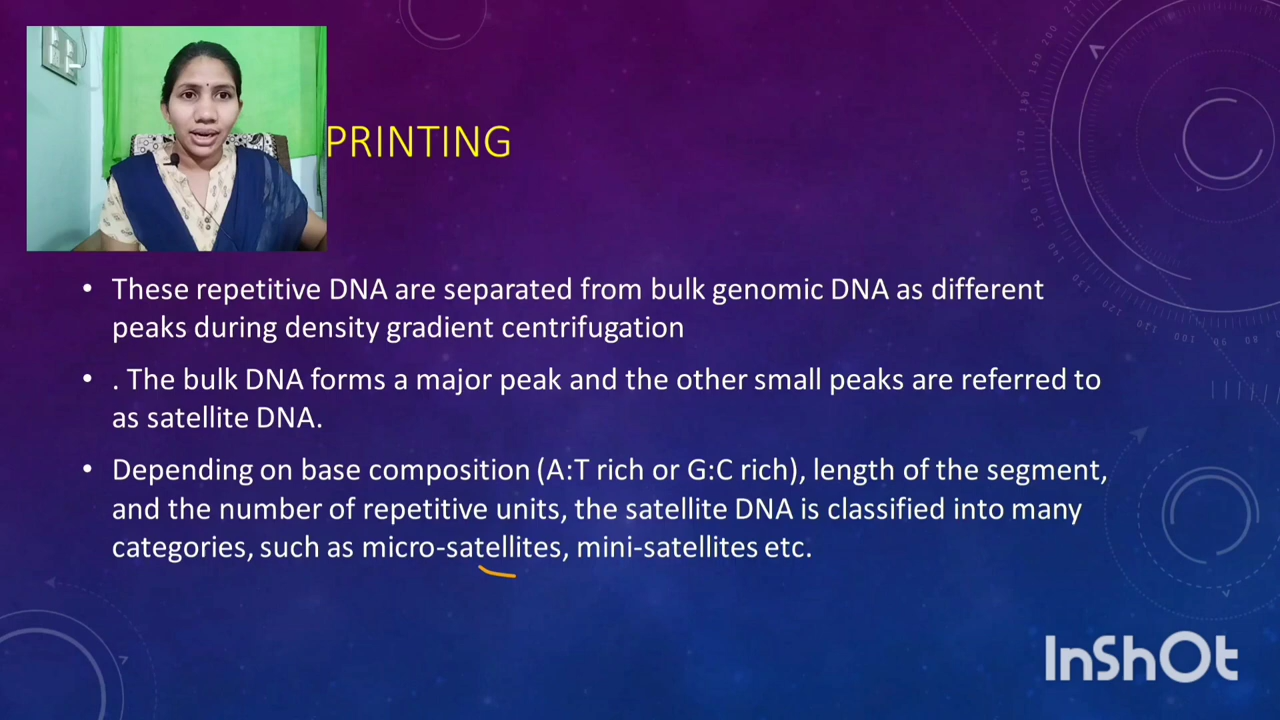 PRINTING
• These repetitive DNA are separated from bulk genomic DNA as different
peaks during density gradient centrifugation
• . The bulk DNA forms a major peak and the other small peaks are referred to
as satellite DNA.
• Depending on base composition (A:T rich or G:C rich), length of the segment,
and the number of repetitive units, the satellite DNA is classified into many
categories, such as micro-satellites, mini-satellites etc.
InShOt